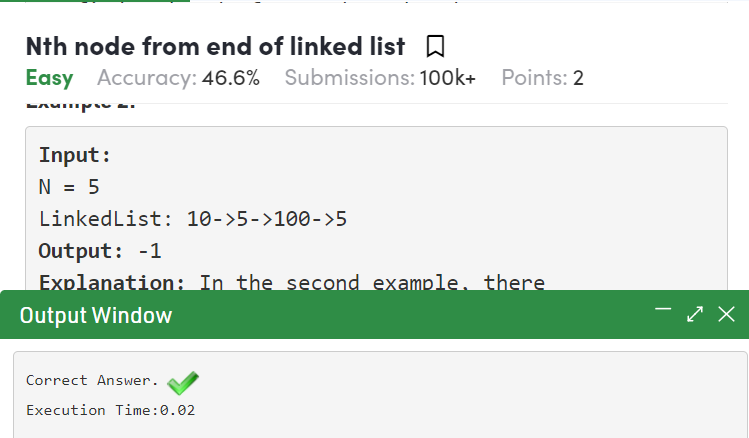 Nth node from end of linked list
Easy Accuracy: 46.6% Submissions: 100k+ Points: 2
Example 2:
Input:
N = 5
LinkedList: 10->5->100->5
Output: -1
Explanation: In the second example, there
Output Window
Correct Answer.
Execution Time:0.02